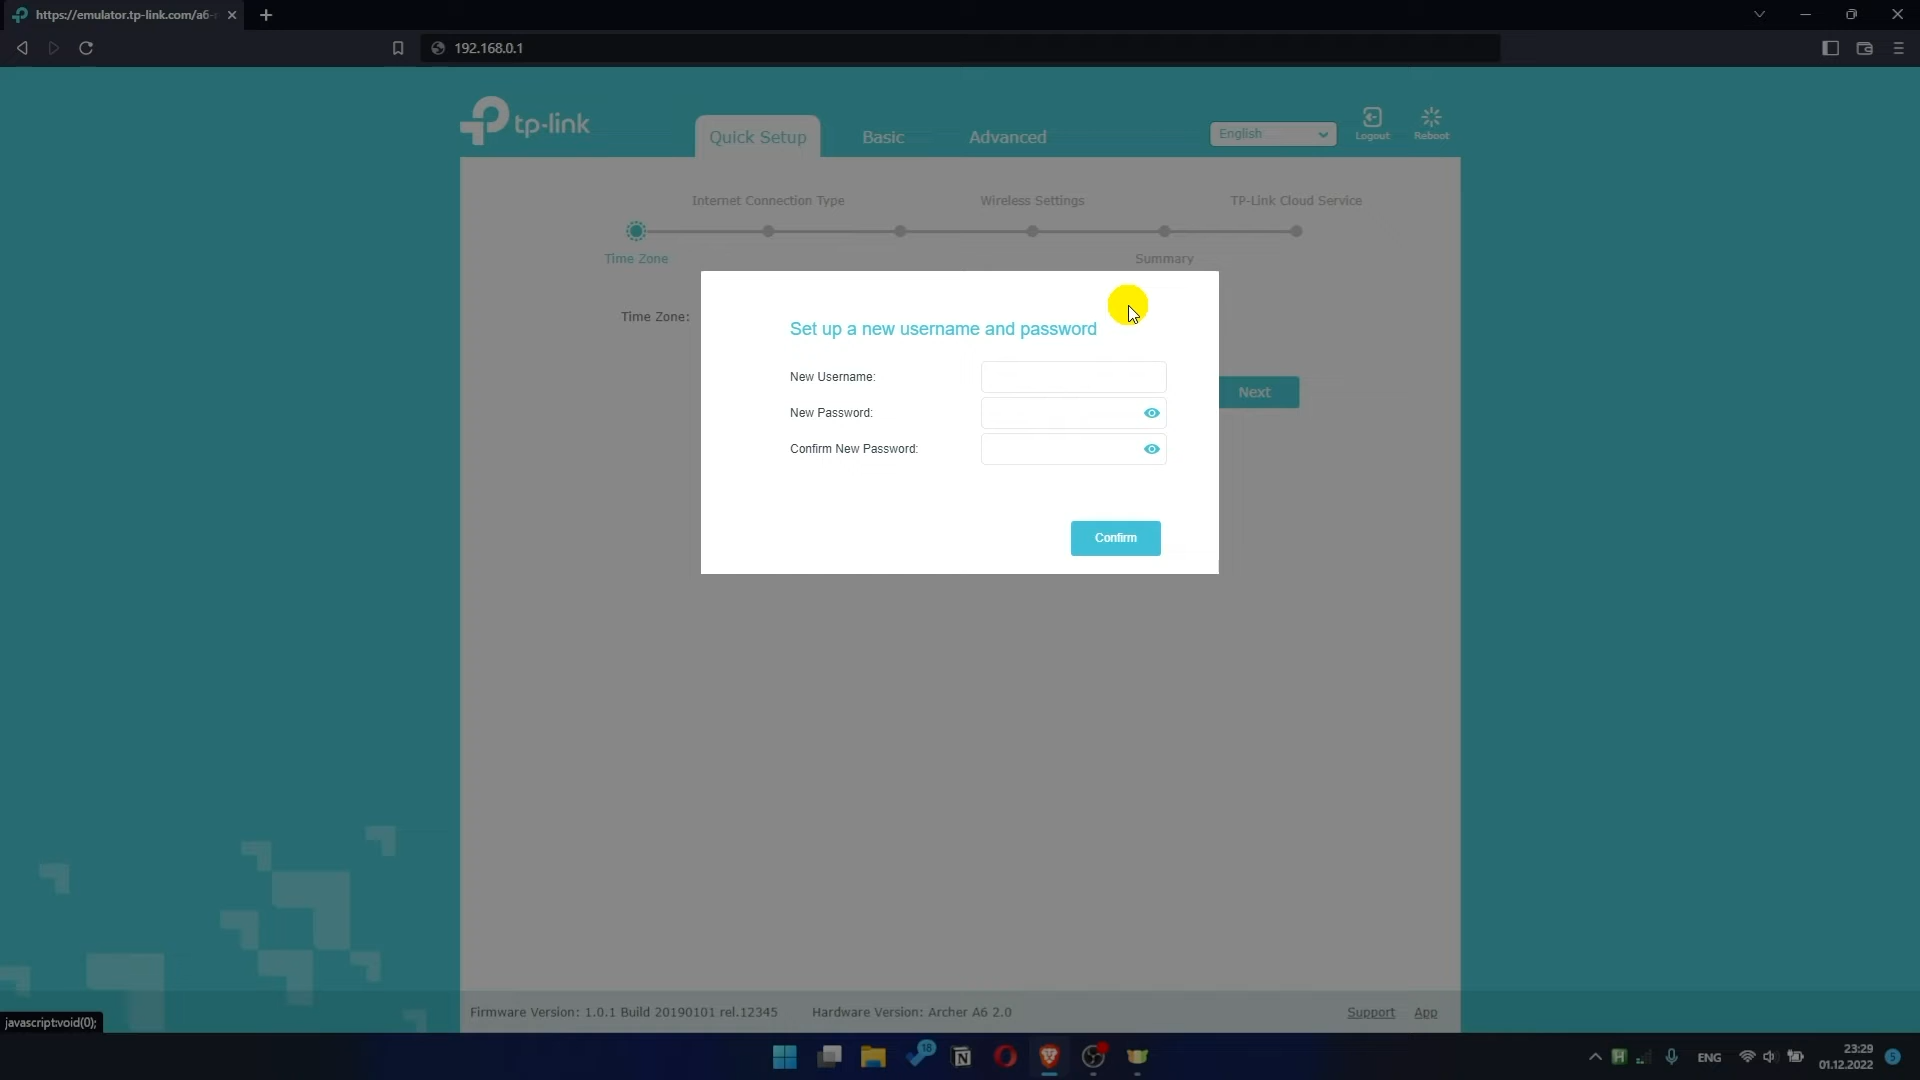 https://emulator.tp-link.com/a6-
192.168.0.1
tp-link
Quick Setup
Basic
Advanced
English
Logout
Reboot
Internet Connection Type
Wireless Settings
TP-Link Cloud Service
Time Zone
Summary
Time Zone:
Set up a new username and password
New Username:
New Password:
Confirm New Password:
Next
Confirm
Firmware Version: 1.0.1 Build 20190101 rel.12345
Hardware Version: Archer A6 2.0
Support
App
javascript:void(0);
18
ENG
23:29
01.12.2022
5